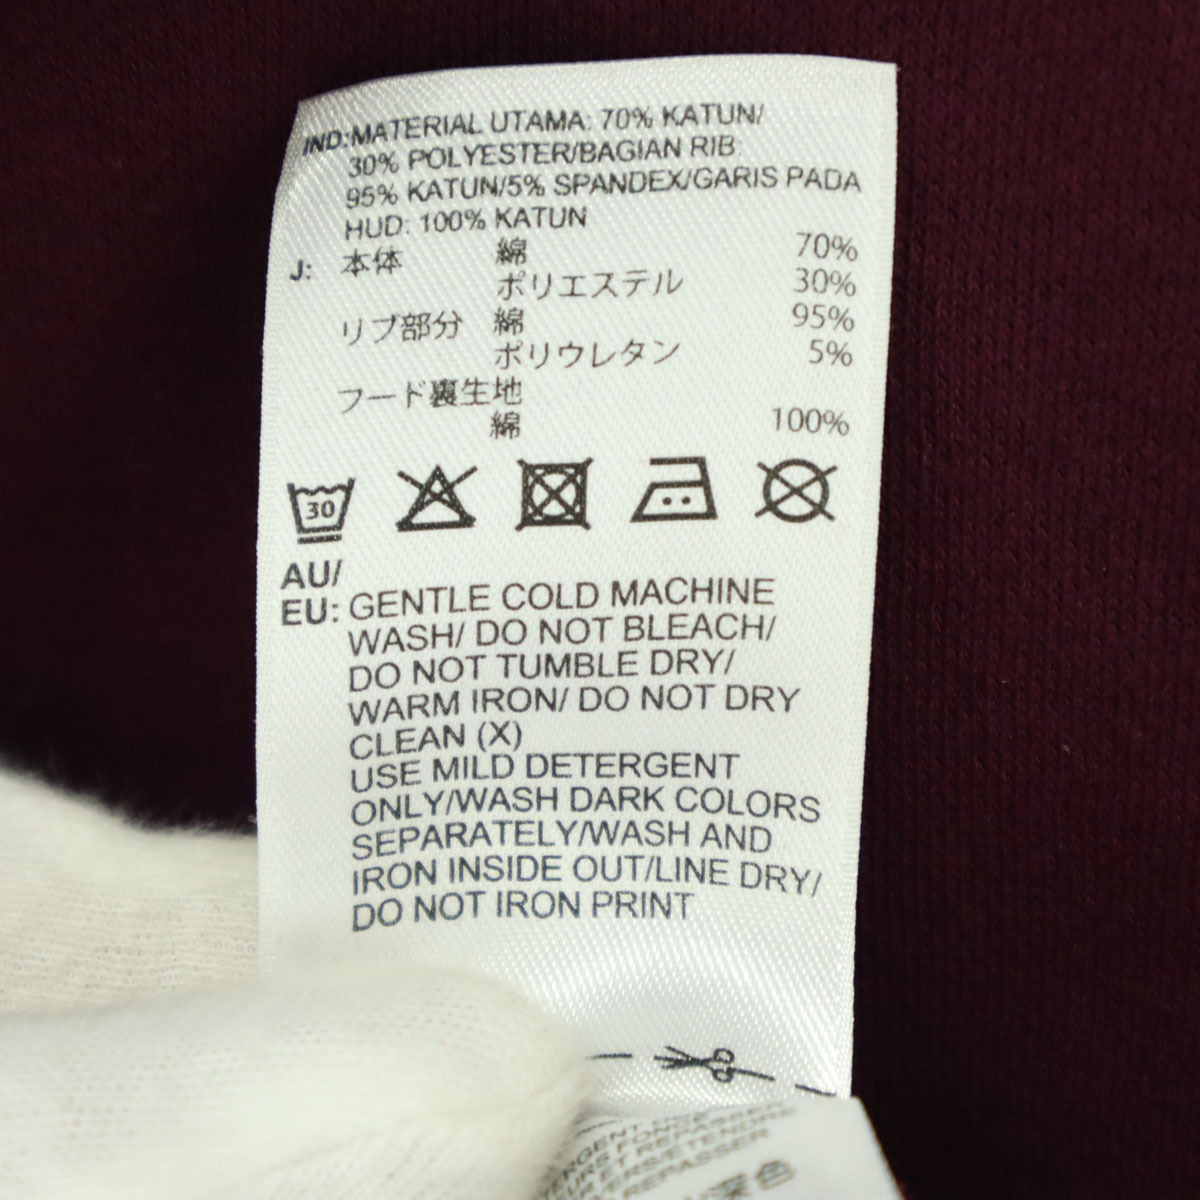 IND:MATERIAL UTAMA: 70% KATUN/
30% POLYESTER/BAGIAN RIB:
95% KATUN/5% SPANDEX/GARIS PADA
HUD: 100% KATUN
J: 本体 綿 70%
ポリエステル 30%
リブ部分 綿 95%
ポリウレタン 5%
フード裏生地
綿 100%
30
AU/
EU: GENTLE COLD MACHINE
WASH/ DO NOT BLEACH/
DO NOT TUMBLE DRY/
WARM IRON/ DO NOT DRY
CLEAN (X)
USE MILD DETERGENT
ONLY/WASH DARK COLORS
SEPARATELY/WASH AND
IRON INSIDE OUT/LINE DRY/
DO NOT IRON PRINT
REPASSER
深色